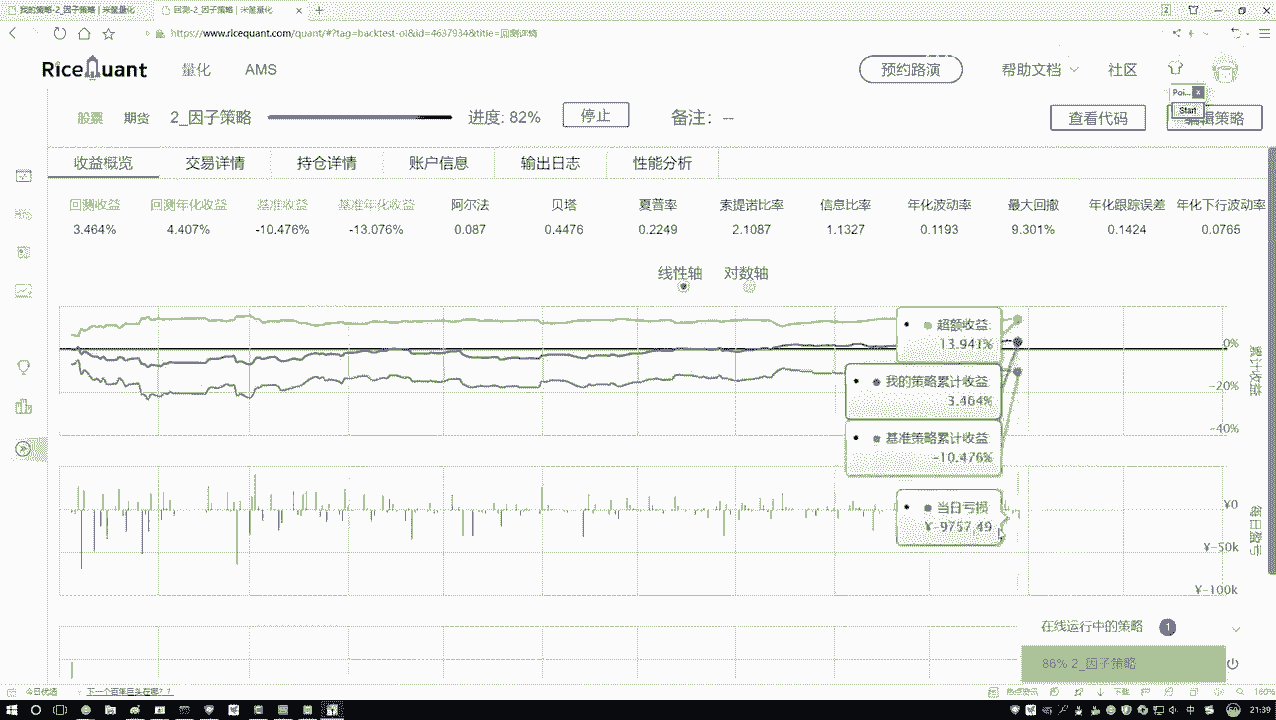 我的策略-2_因子策略 | 米筐量化
回测-2_因子策略 | 米筐量化
2
https://www.ricequant.com/quant/#?tag=backtest-ol&id=4637934&title=回测详情
RiceQuant
量化
AMS
预约路演
帮助文档
社区
Poi...
Start
股票
期货
2_因子策略
进度: 82%
停止
备注: --
查看代码
编辑策略
收益概览
交易详情
持仓详情
账户信息
输出日志
性能分析
回测收益 回测年化收益 基准收益 基准年化收益 阿尔法 贝塔 夏普率 索提诺比率 信息比率 年化波动率 最大回撤 年化跟踪误差 年化下行波动率
3.464% 4.407% -10.476% -13.076% 0.087 0.4476 0.2249 2.1087 1.1327 0.1193 9.301% 0.1424 0.0765
线性轴 对数轴
超额收益:
13.941%
我的策略累计收益:
3.464%
基准策略累计收益:
-10.476%
0%
-20%
-40%
累计收益
当日亏损:
¥-9757.49
¥0
¥-50k
¥-100k
每日盈亏
在线运行中的策略 1
86% 2_因子策略
今日优选
下一个百年巨头在哪？？
热点资讯
下载
160%
中
21:39